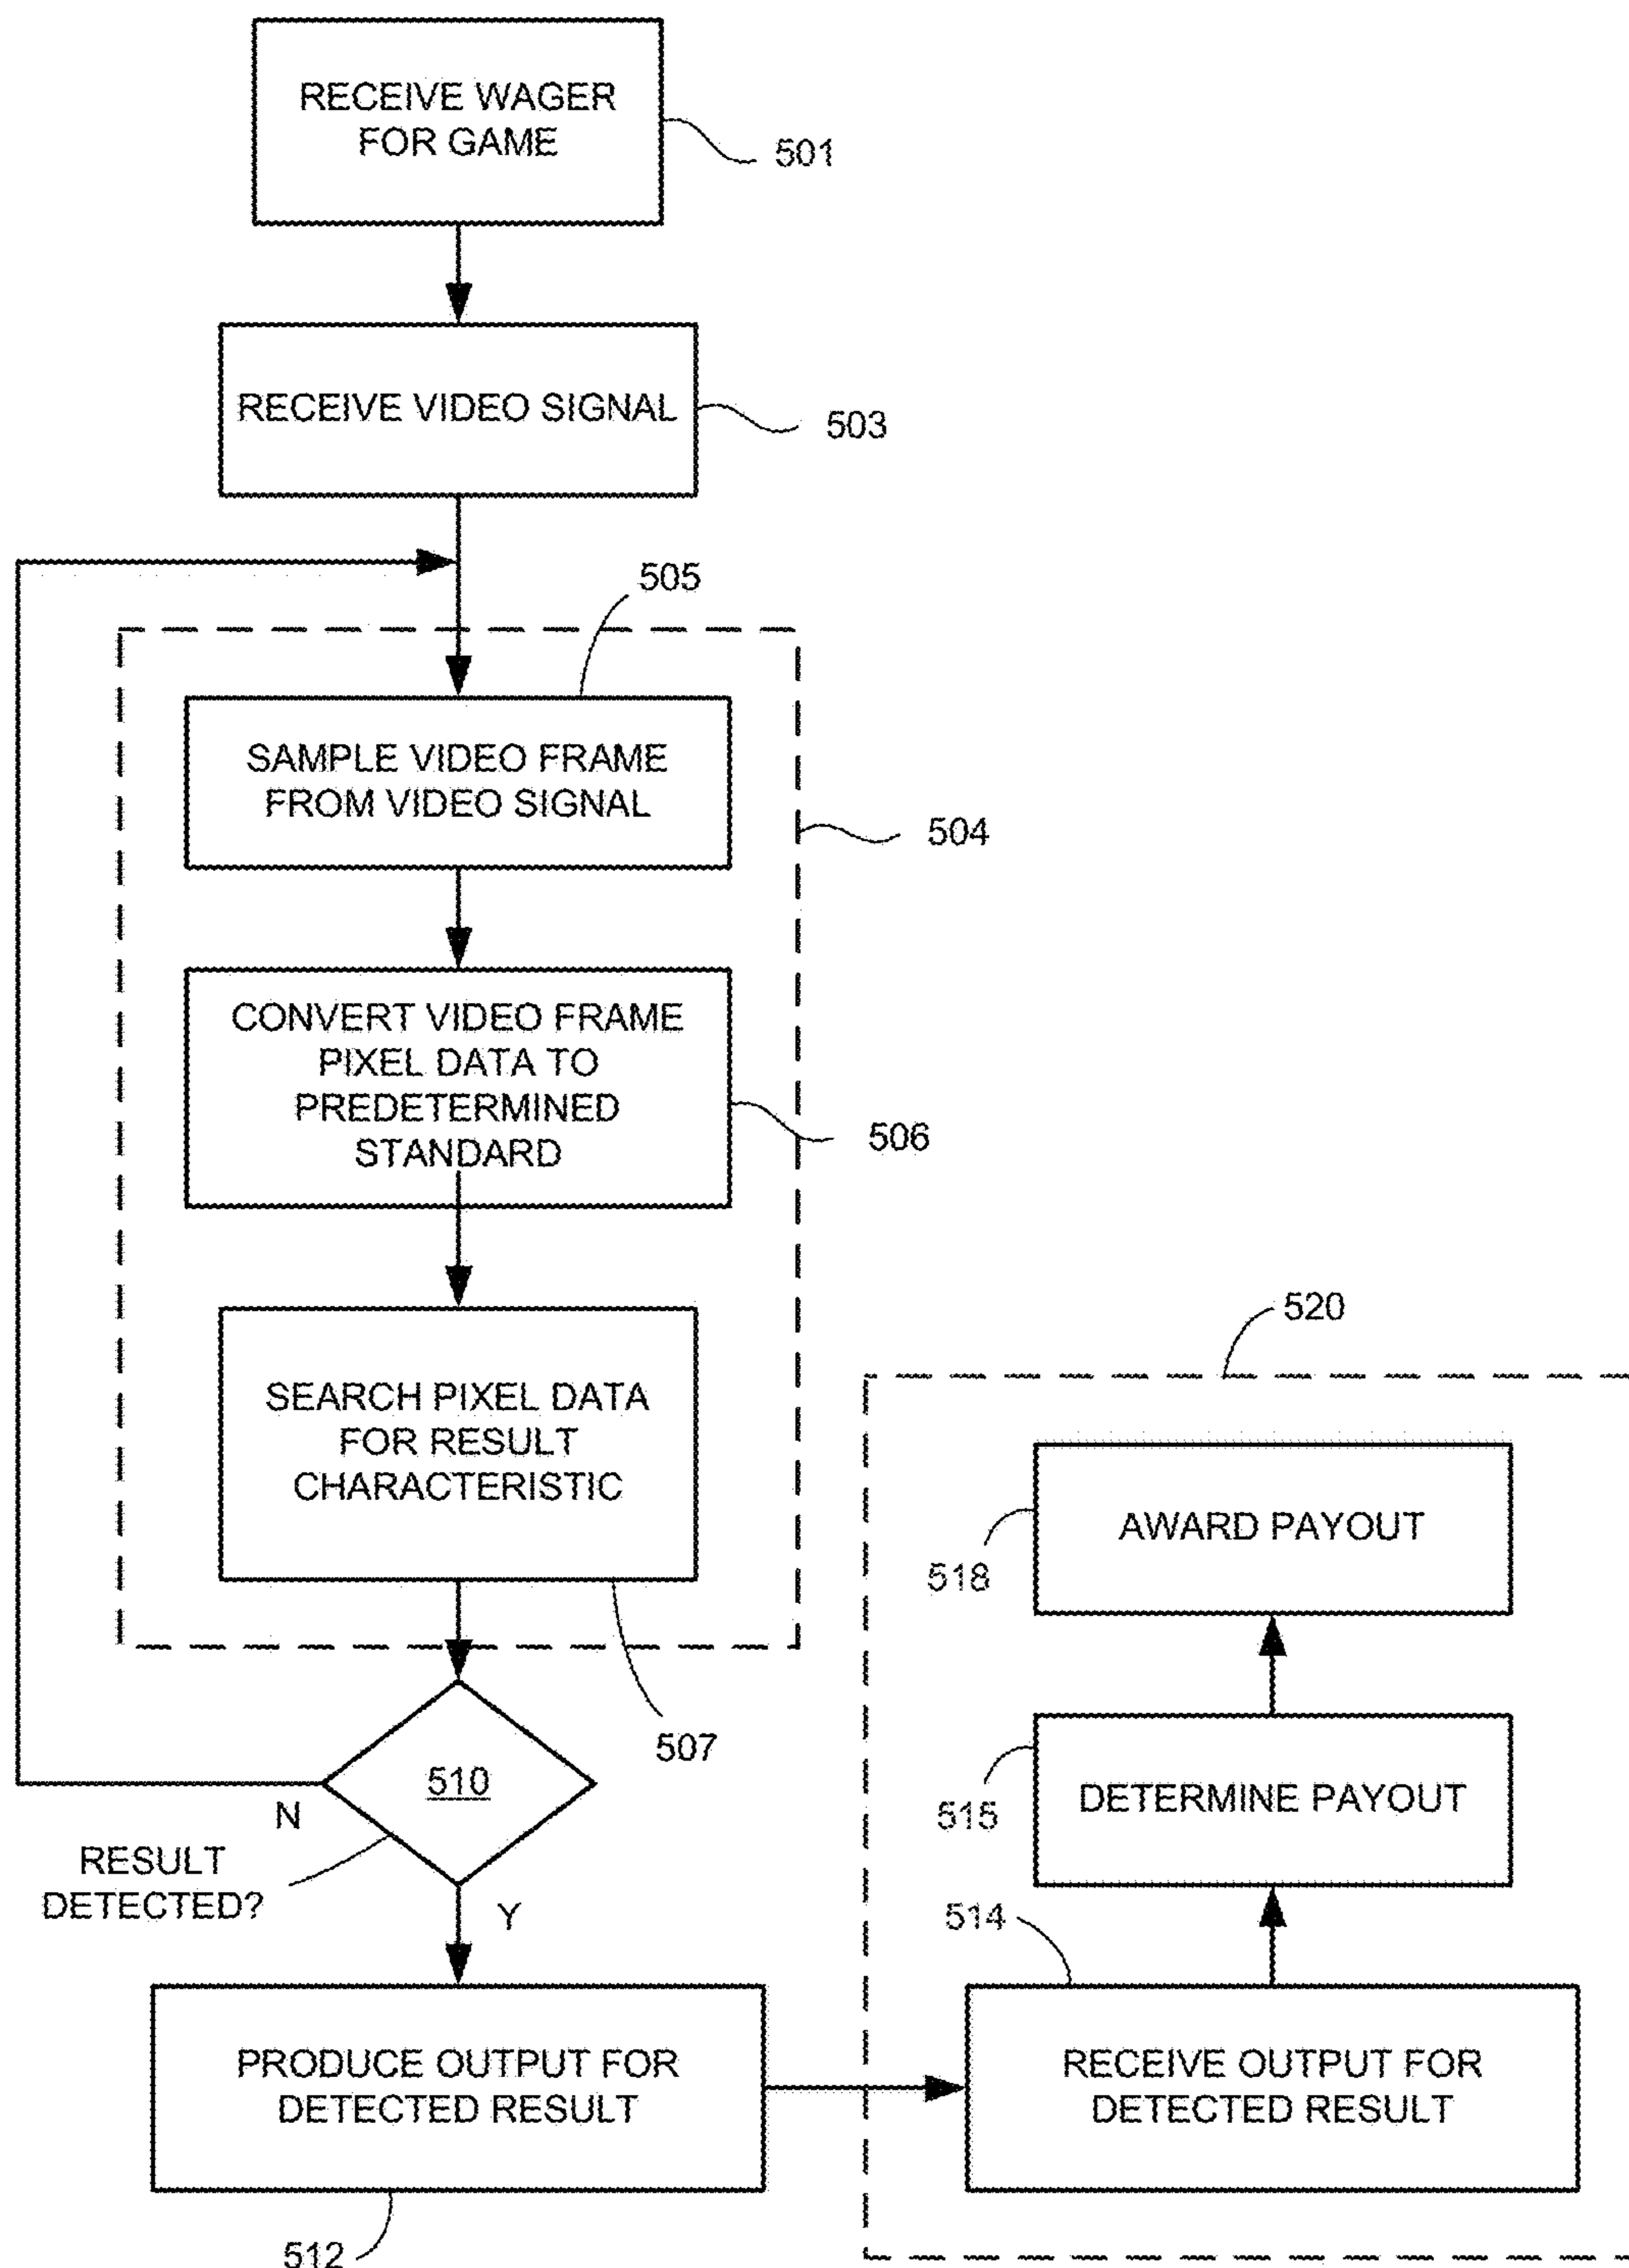 RECEIVE WAGER
FOR GAME
501
RECEIVE VIDEO SIGNAL
503
505
SAMPLE VIDEO FRAME
FROM VIDEO SIGNAL
504
CONVERT VIDEO FRAME
PIXEL DATA TO
PREDETERMINED
STANDARD
506
SEARCH PIXEL DATA
FOR RESULT
CHARACTERISTIC
507
510
N
RESULT
DETECTED?
Y
PRODUCE OUTPUT FOR
DETECTED RESULT
512
520
AWARD PAYOUT
518
DETERMINE PAYOUT
515
514
RECEIVE OUTPUT FOR
DETECTED RESULT